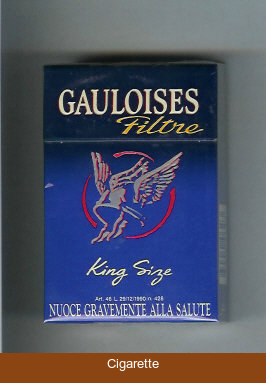 GAULOISES
Filtre
King Size
Art. 46 L. 29/12/1990 n. 428
NUOCE GRAVEMENTE ALLA SALUTE
Cigarette